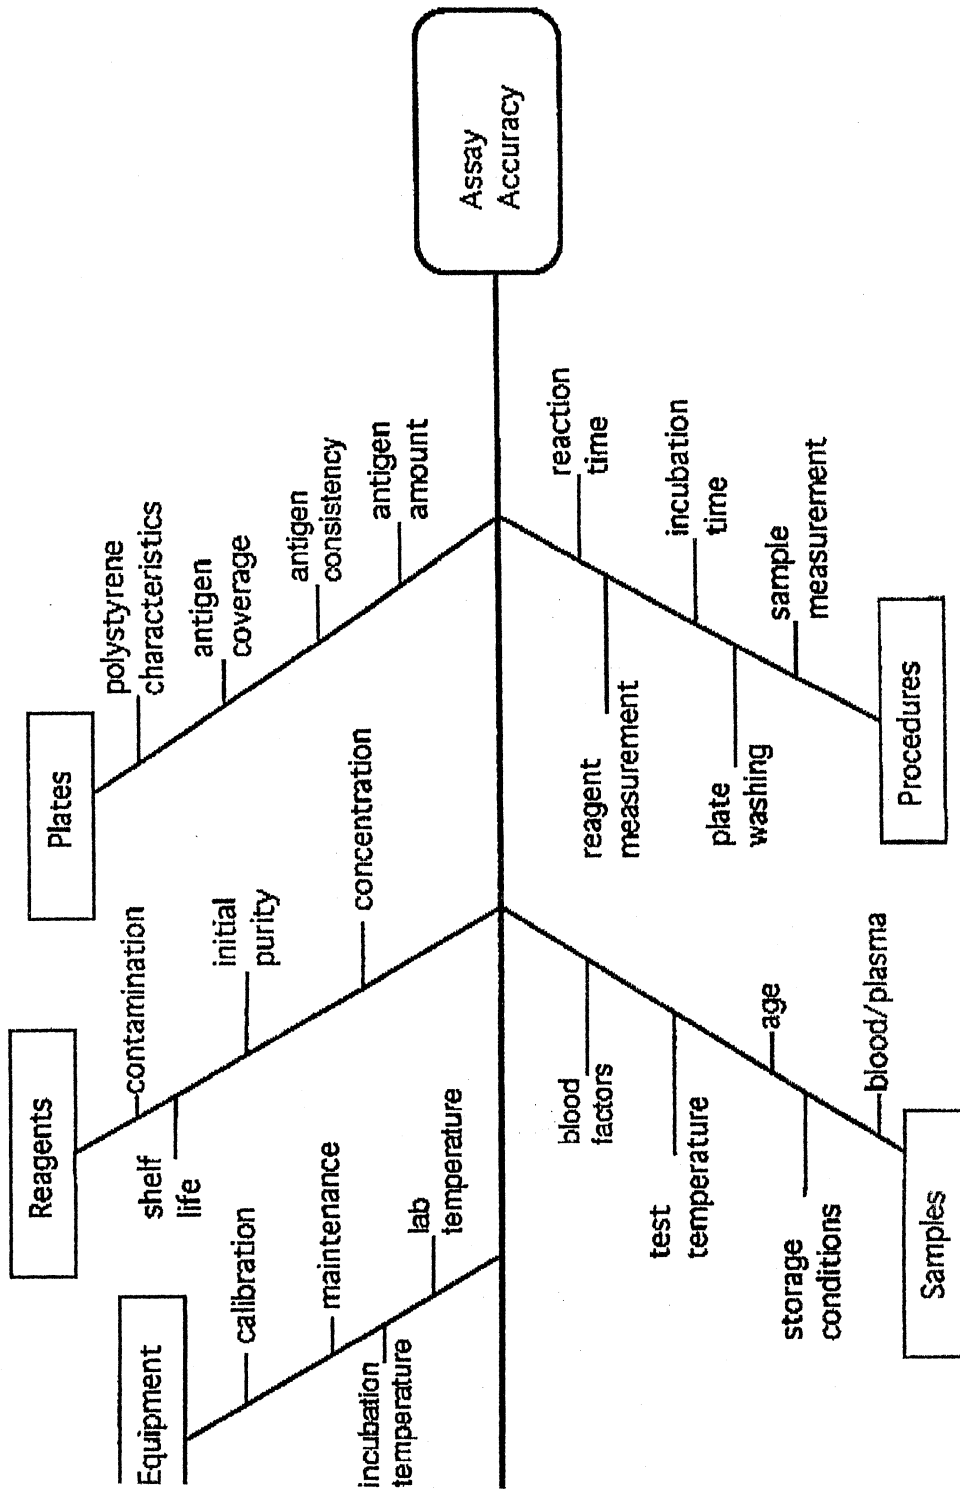 Equipment
calibration
maintenance
incubation
temperature
lab
temperature
Reagents
contamination
shelf
life
initial
purity
concentration
Plates
polystyrene
characteristics
antigen
coverage
antigen
consistency
antigen
amount
Assay
Accuracy
Samples
blood
factors
test
temperature
age
storage
conditions
blood/plasma
Procedures
reaction
time
reagent
measurement
incubation
time
plate
washing
sample
measurement